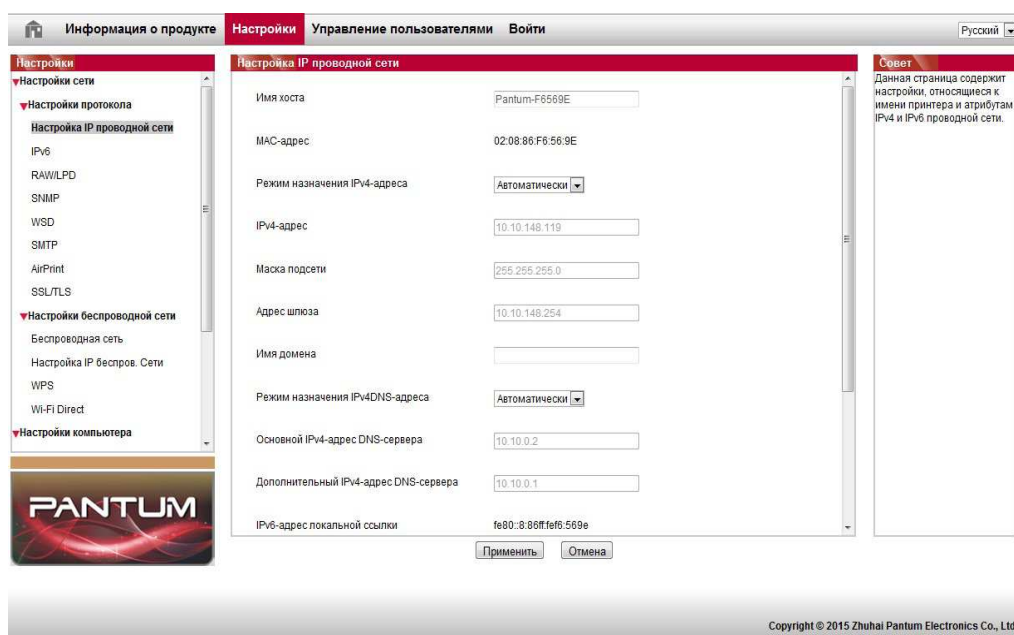 Информация о продукте
Настройки
Управление пользователями
Войти
Русский
Настройки
Настройки сети
Настройки протокола
Настройка IP проводной сети
IPv6
RAW/LPD
SNMP
WSD
SMTP
AirPrint
SSL/TLS
Настройки беспроводной сети
Беспроводная сеть
Настройка IP беспров. Сети
WPS
Wi-Fi Direct
Настройки компьютера
PANTUM
Настройка IP проводной сети
Имя хоста
Pantum-F6569E
MAC-адрес
02:08:86:F6:56:9E
Режим назначения IPv4-адреса
Автоматически
IPv4-адрес
10.10.148.119
Маска подсети
255.255.255.0
Адрес шлюза
10.10.148.254
Имя домена
Режим назначения IPv4DNS-адреса
Автоматически
Основной IPv4-адрес DNS-сервера
10.10.0.2
Дополнительный IPv4-адрес DNS-сервера
10.10.0.1
IPv6-адрес локальной ссылки
fe80::8:86ff:fef6:569e
Применить
Отмена
Совет
Данная страница содержит
настройки, относящиеся к
имени принтера и атрибутам
IPv4 и IPv6 проводной сети.
Copyright © 2015 Zhuhai Pantum Electronics Co., Ltd